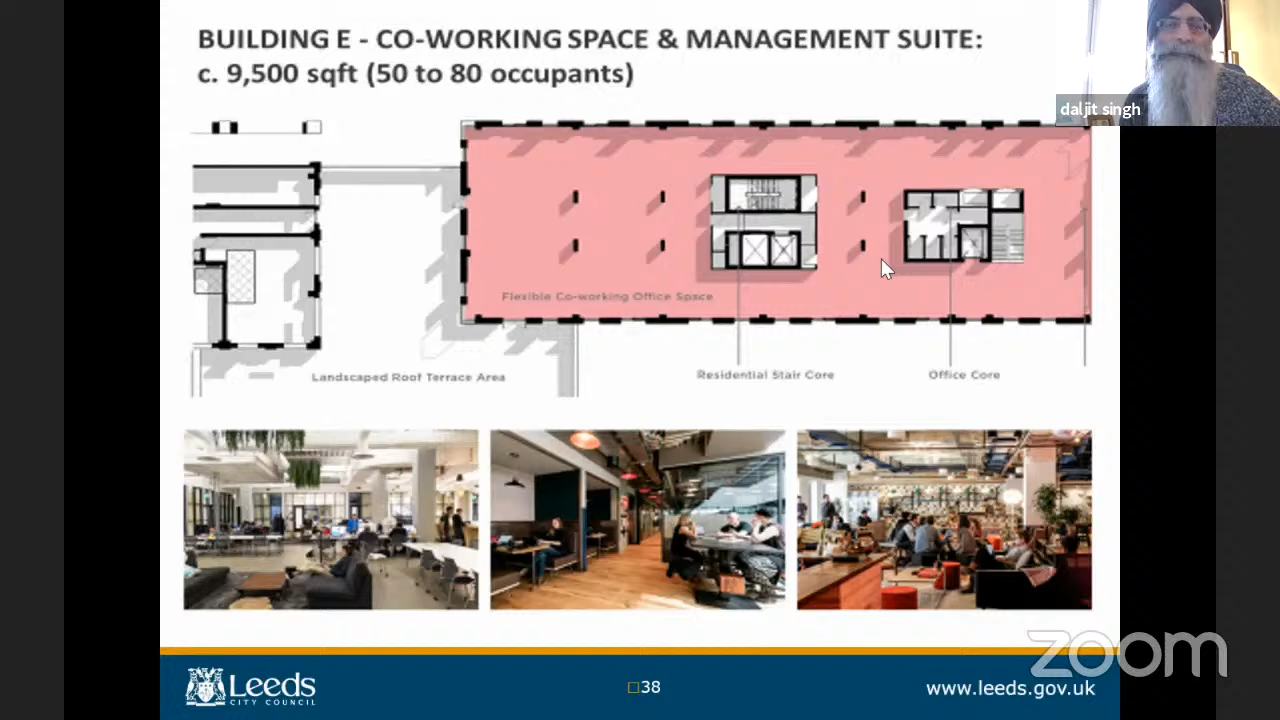 BUILDING E - CO-WORKING SPACE & MANAGEMENT SUITE:
c. 9,500 sqft (50 to 80 occupants)
daljit singh
Flexible Co-working Office Space
Landscaped Roof Terrace Area
Residential Stair Core
Office Core
zoom
Leeds
CITY COUNCIL
38
www.leeds.gov.uk